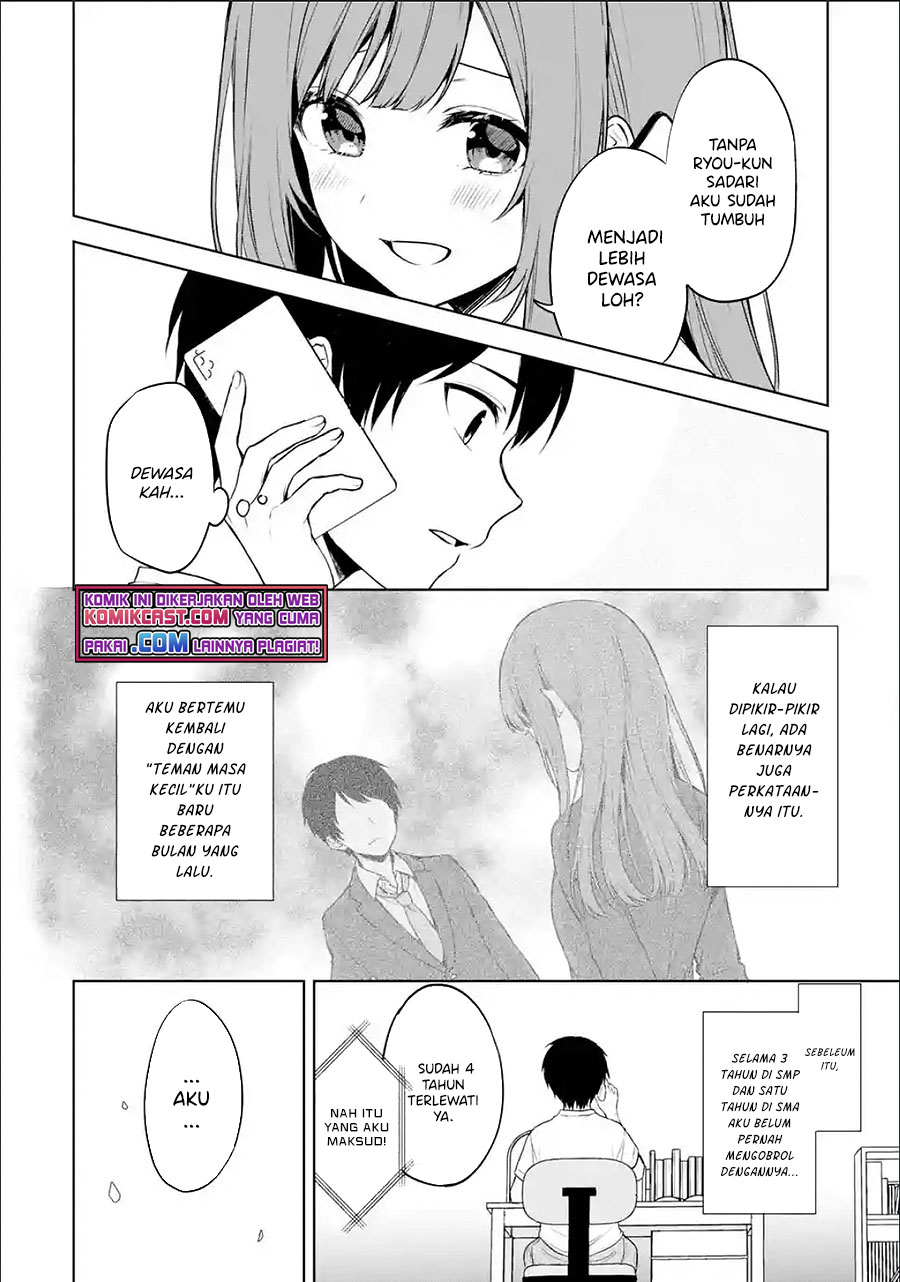 TANPA
RYOU-KUN
SADARI
AKU SUDAH
TUMBUH
MENJADI
LEBIH
DEWASA
LOH?
DEWASA
KAH...
KOMIK INI DIKERJAKAN OLEH WEB
KOMIKCAST.COM YANG CUMA
PAKAI .COM LAINNYA PLAGIAT!
KALAU
DIPIKIR-PIKIR
LAGI, ADA
BENARNYA
JUGA
PERKATAAN-
NYA ITU.
AKU BERTEMU
KEMBALI
DENGAN
"TEMAN MASA
KECIL"KU ITU
BARU
BEBERAPA
BULAN YANG
LALU.
SEBELEUM
ITU,
SELAMA 3
TAHUN DI SMP
DAN SATU
TAHUN DI SMA
AKU BELUM
PERNAH
MENGOBROL
DENGANNYA...
SUDAH 4
TAHUN
TERLEWATI
YA.
NAH ITU
YANG AKU
MAKSUD!
...
AKU
...